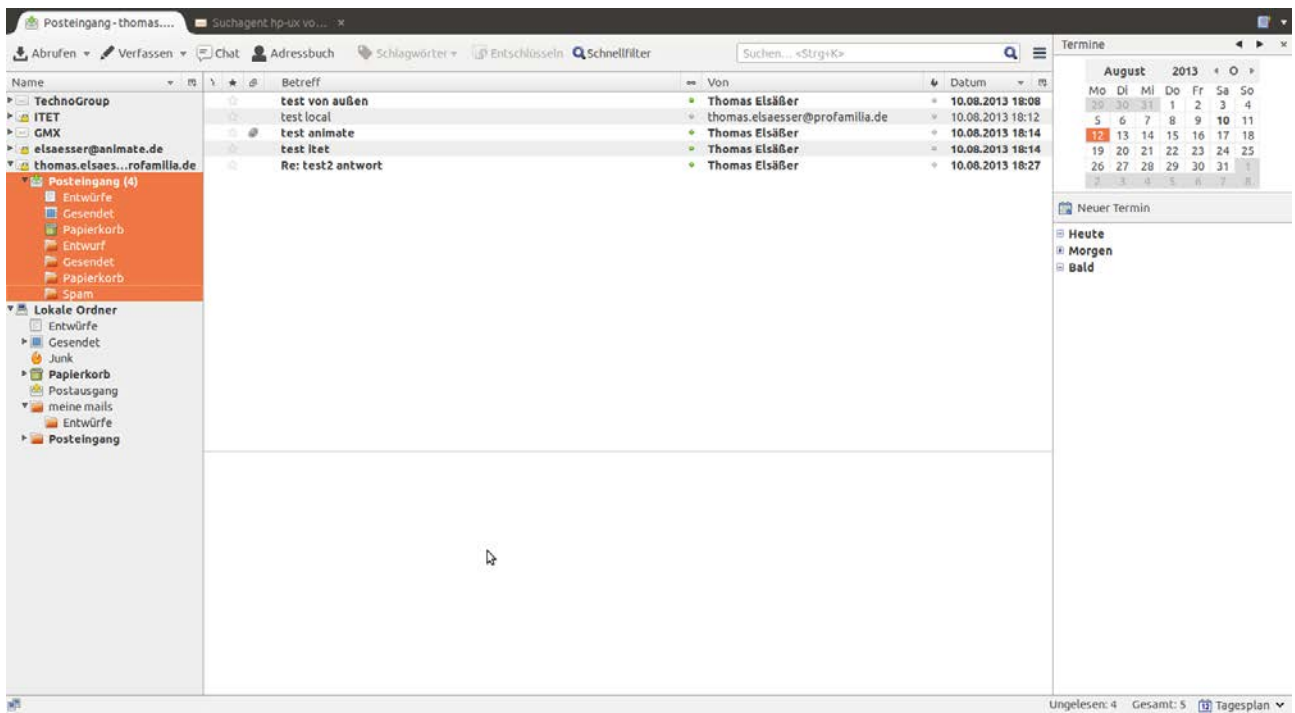 Posteingang - thomas.... Suchagent hp-ux vo... ×
Abrufen Verfassen Chat Adressbuch Schlagwörter Entschlüsseln Schnellfilter Suchen... <Strg+K>
Name Betreff Von Datum
TechnoGroup
ITET
GMX
elsaesser@animate.de
thomas.elsaes...rofamilia.de
Posteingang (4)
Entwürfe
Gesendet
Papierkorb
Entwurf
Gesendet
Papierkorb
Spam
Lokale Ordner
Entwürfe
Gesendet
Junk
Papierkorb
Postausgang
meine mails
Entwürfe
Posteingang
test von außen Thomas Elsäßer 10.08.2013 18:08
test local thomas.elsaesser@profamilia.de 10.08.2013 18:12
test animate Thomas Elsäßer 10.08.2013 18:14
test itet Thomas Elsäßer 10.08.2013 18:14
Re: test2 antwort Thomas Elsäßer 10.08.2013 18:27
Termine
August 2013
Mo Di Mi Do Fr Sa So
29 30 31 1 2 3 4
5 6 7 8 9 10 11
12 13 14 15 16 17 18
19 20 21 22 23 24 25
26 27 28 29 30 31 1
2 3 4 5 6 7 8
Neuer Termin
Heute
Morgen
Bald
Ungelesen: 4 Gesamt: 5 12 Tagesplan